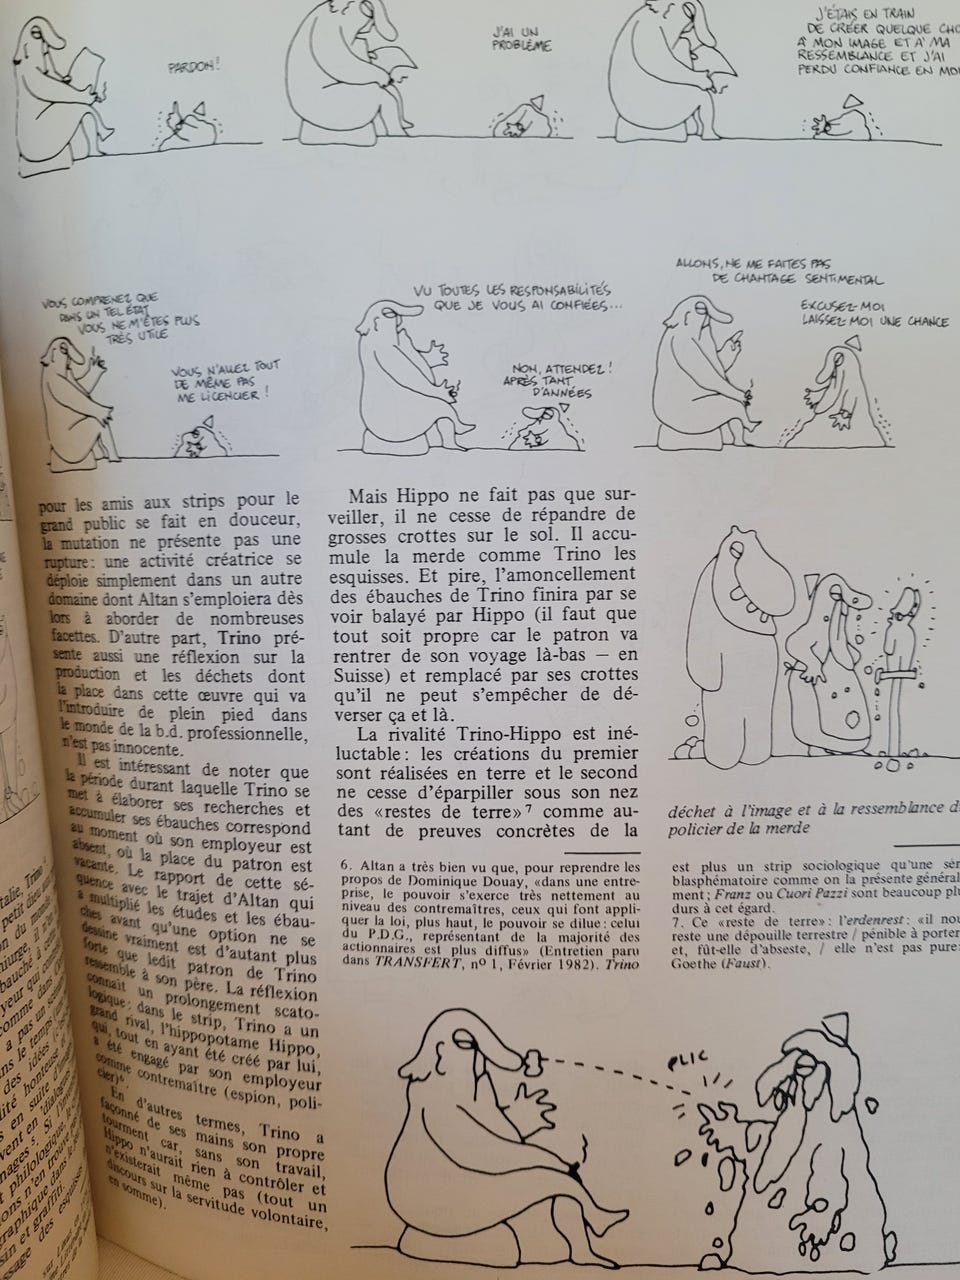 PARDON!
J'AI UN
PROBLÈME
J'ÉTAIS EN TRAIN
DE CRÉER QUELQUE CHO
À MON IMAGE ET À MA
RESSEMBLANCE ET J'AI
PERDU CONFIANCE EN MOI
VOUS COMPRENEZ QUE
DANS UN TEL ÉTAT
VOUS NE M'ÊTES PLUS
TRÈS UTILE
VOUS N'ALLEZ TOUT
DE MÊME PAS
ME LICENCIER !
VU TOUTES LES RESPONSABILITÉS
QUE JE VOUS AI CONFIÉES...
NON, ATTENDEZ !
APRÈS TANT
D'ANNÉES
ALLONS, NE ME FAITES PAS
DE CHANTAGE SENTIMENTAL
EXCUSEZ-MOI
LAISSEZ-MOI UNE CHANCE
pour les amis aux strips pour le
grand public se fait en douceur,
la mutation ne présente pas une
rupture: une activité créatrice se
déploie simplement dans un autre
domaine dont Altan s'emploiera dès
lors à aborder de nombreuses
facettes. D'autre part, Trino pré-
sente aussi une réflexion sur la
production et les déchets dont
la place dans cette œuvre qui va
l'introduire de plein pied dans
le monde de la b.d. professionnelle,
n'est pas innocente.
Il est intéressant de noter que
la période durant laquelle Trino se
met à élaborer ses recherches et
accumuler ses ébauches correspond
au moment où son employeur est
absent, où la place du patron est
vacante. Le rapport de cette sé-
quence avec le trajet d'Altan qui
a multiplié les études et les ébau-
ches avant qu'une option ne se
dessine vraiment est d'autant plus
forte que ledit patron de Trino
ressemble à son père. La réflexion
connaît un prolongement scato-
logique: dans le strip, Trino a un
grand rival, l'hippopotame Hippo,
qui, tout en ayant été créé par lui,
a été engagé par son employeur
comme contremaître (espion, poli-
cier)6.
En d'autres termes, Trino a
façonné de ses mains son propre
tourment car, sans son travail,
Hippo n'aurait rien à contrôler et
n'existerait même pas (tout un
discours sur la servitude volontaire,
en somme).
Mais Hippo ne fait pas que sur-
veiller, il ne cesse de répandre de
grosses crottes sur le sol. Il accu-
mule la merde comme Trino les
esquisses. Et pire, l'amoncellement
des ébauches de Trino finira par se
voir balayé par Hippo (il faut que
tout soit propre car le patron va
rentrer de son voyage là-bas — en
Suisse) et remplacé par ses crottes
qu'il ne peut s'empêcher de dé-
verser ça et là.
La rivalité Trino-Hippo est iné-
luctable: les créations du premier
sont réalisées en terre et le second
ne cesse d'éparpiller sous son nez
des «restes de terre»7 comme au-
tant de preuves concrètes de la
déchet à l'image et à la ressemblance d
policier de la merde
6. Altan a très bien vu que, pour reprendre les
propos de Dominique Douay, «dans une entre-
prise, le pouvoir s'exerce très nettement au
niveau des contremaîtres, ceux qui font appli-
quer la loi, plus haut, le pouvoir se dilue: celui
du P.D.G., représentant de la majorité des
actionnaires est plus diffus» (Entretien paru
dans TRANSFERT, nº 1, Février 1982). Trino
est plus un strip sociologique qu'une sér
blasphématoire comme on la présente général
ment; Franz ou Cuori Pazzi sont beaucoup plu
durs à cet égard.
7. Ce «reste de terre»: l'erdenrest: «il nou
reste une dépouille terrestre / pénible à porter
et, fût-elle d'abseste, / elle n'est pas pure:
Goethe (Faust).
PLIC